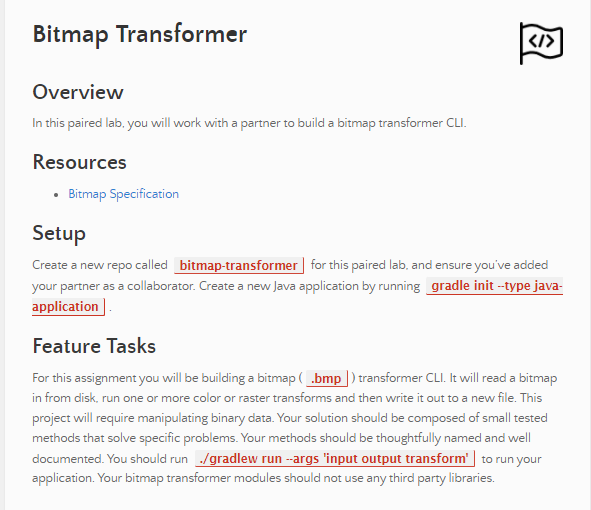 Bitmap Transformer
</>
Overview
In this paired lab, you will work with a partner to build a bitmap transformer CLI.
Resources
• Bitmap Specification
Setup
Create a new repo called bitmap-transformer for this paired lab, and ensure you've added
your partner as a collaborator. Create a new Java application by running gradle init --type java-
application .
Feature Tasks
For this assignment you will be building a bitmap ( .bmp ) transformer CLI. It will read a bitmap
in from disk, run one or more color or raster transforms and then write it out to a new file. This
project will require manipulating binary data. Your solution should be composed of small tested
methods that solve specific problems. Your methods should be thoughtfully named and well
documented. You should run ./gradlew run --args 'input output transform' to run your
application. Your bitmap transformer modules should not use any third party libraries.